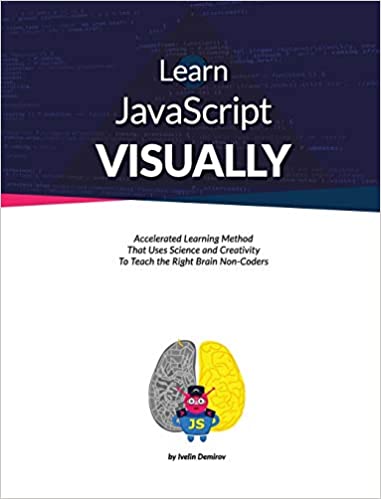 Learn
JavaScript
VISUALLY
Accelerated Learning Method
That Uses Science and Creativity
To Teach the Right Brain Non-Coders
JS
by Ivelin Demirov